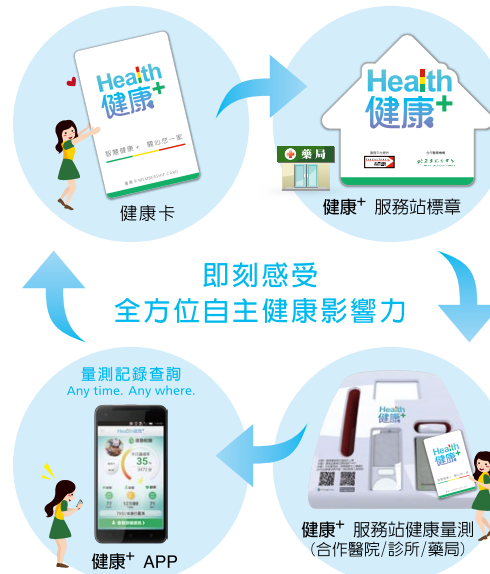 Health
健康+
智慧健康，關心您一家
健康卡
Health
健康+
藥局
健康+ 服務站標章
即刻感受
全方位自主健康影響力
量測記錄查詢
Any time. Any where.
健康+ APP
Health
健康+
Health
健康+
健康+ 服務站健康量測
(合作醫院/診所/藥局)